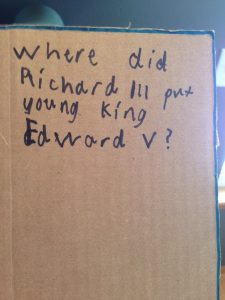 Where did
Richard III put
young King
Edward V?